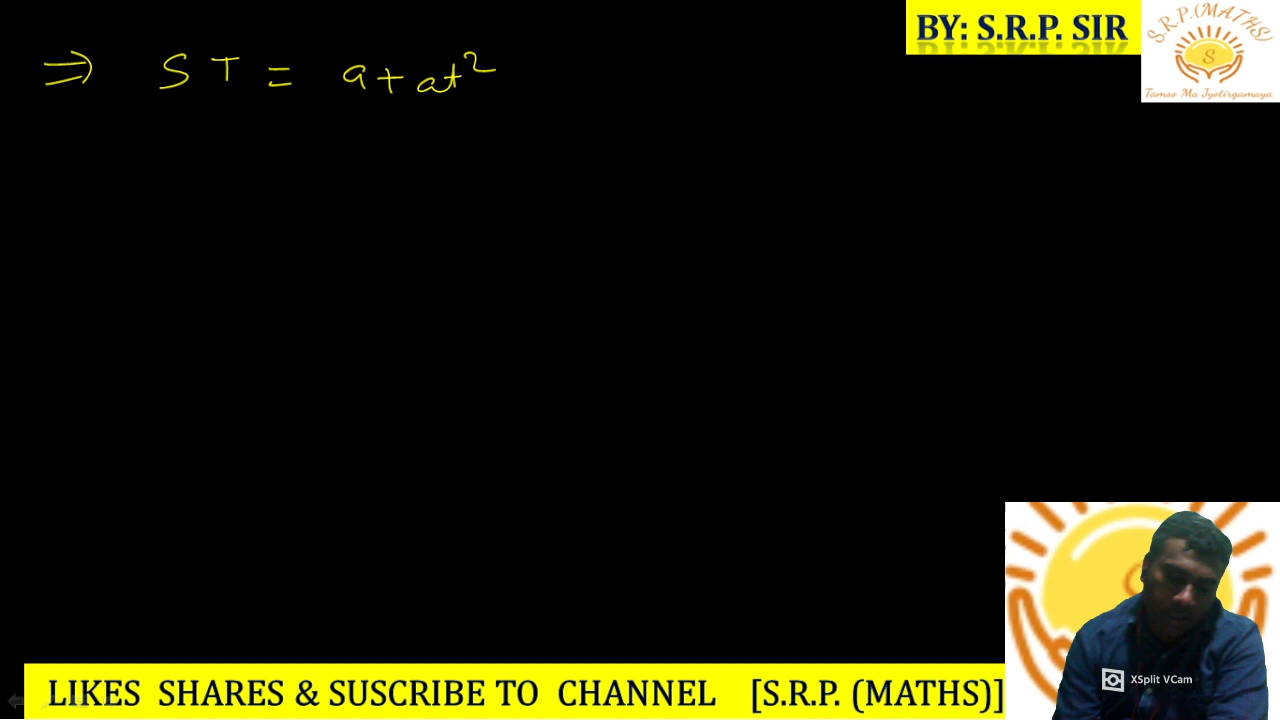 BY: S.R.P. SIR
S.R.P.(MATHS)
S
Tamso Ma Jyotirgamaya
⇒ ST = a + at²
XSplit VCam
LIKES SHARES & SUSCRIBE TO CHANNEL [S.R.P. (MATHS)]